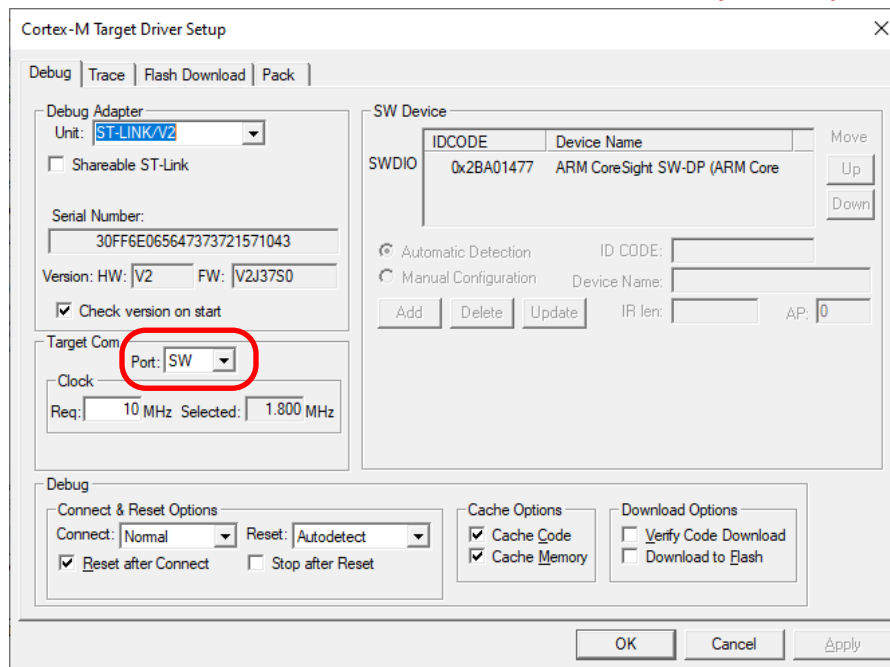 Cortex-M Target Driver Setup
Debug Trace Flash Download Pack
Debug Adapter
Unit: ST-LINK/V2
Shareable ST-Link
Serial Number:
30FF6E065647373721571043
Version: HW: V2 FW: V2J37S0
Check version on start
Target Com
Port: SW
Clock
Req: 10 MHz Selected: 1.800 MHz
SW Device
IDCODE Device Name Move
SWDIO 0x2BA01477 ARM CoreSight SW-DP (ARM Core Up
Down
Automatic Detection ID CODE:
Manual Configuration Device Name:
Add Delete Update IR len: AP: 0
Debug
Connect & Reset Options
Connect: Normal Reset: Autodetect
Reset after Connect Stop after Reset
Cache Options
Cache Code
Cache Memory
Download Options
Verify Code Download
Download to Flash
OK Cancel Apply